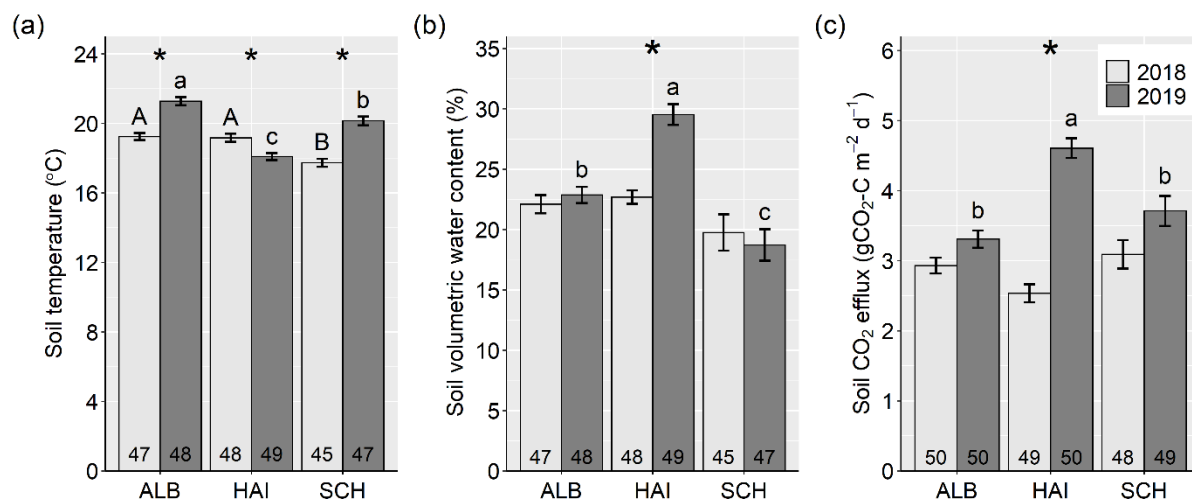 (a)
Soil temperature (°C)
24
20
16
12
8
4
0
* * *
A a A c B b
47 48 48 49 45 47
ALB HAI SCH
(b)
Soil volumetric water content (%)
35
30
25
20
15
10
5
0
*
b a c
47 48 48 49 45 47
ALB HAI SCH
(c)
Soil CO₂ efflux (gCO₂-C m⁻² d⁻¹)
6
5
4
3
2
1
0
*
2018
2019
b a b
50 50 49 50 48 49
ALB HAI SCH